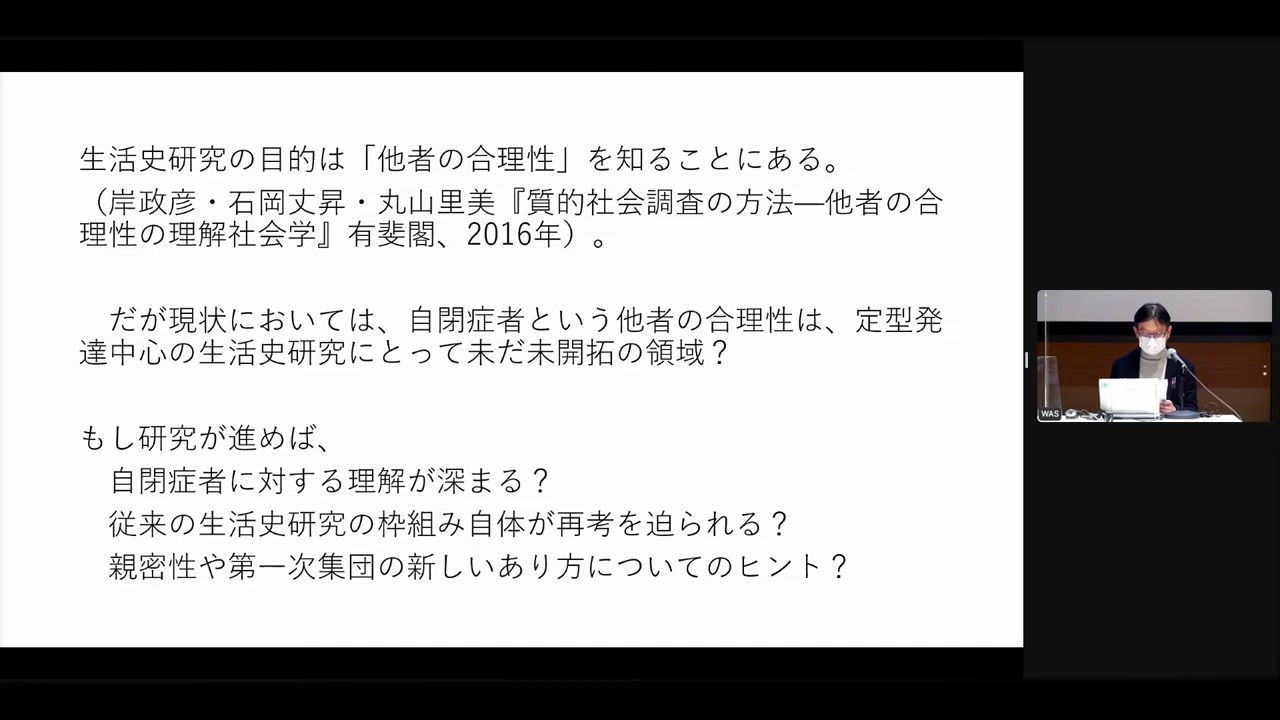 生活史研究の目的は「他者の合理性」を知ることにある。
（岸政彦・石岡丈昇・丸山里美『質的社会調査の方法―他者の合
理性の理解社会学』有斐閣、2016年）。
だが現状においては、自閉症者という他者の合理性は、定型発
達中心の生活史研究にとって未だ未開拓の領域？
もし研究が進めば、
自閉症者に対する理解が深まる？
従来の生活史研究の枠組み自体が再考を迫られる？
親密性や第一次集団の新しいあり方についてのヒント？
WAS